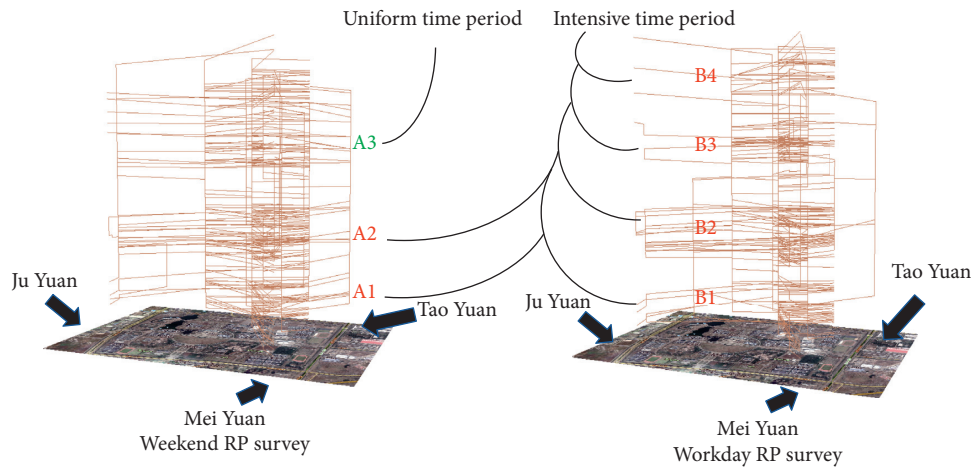 Uniform time period
Intensive time period
B4
A3
B3
A2
B2
Ju Yuan
A1
Tao Yuan
Ju Yuan
B1
Tao Yuan
Mei Yuan
Weekend RP survey
Mei Yuan
Workday RP survey